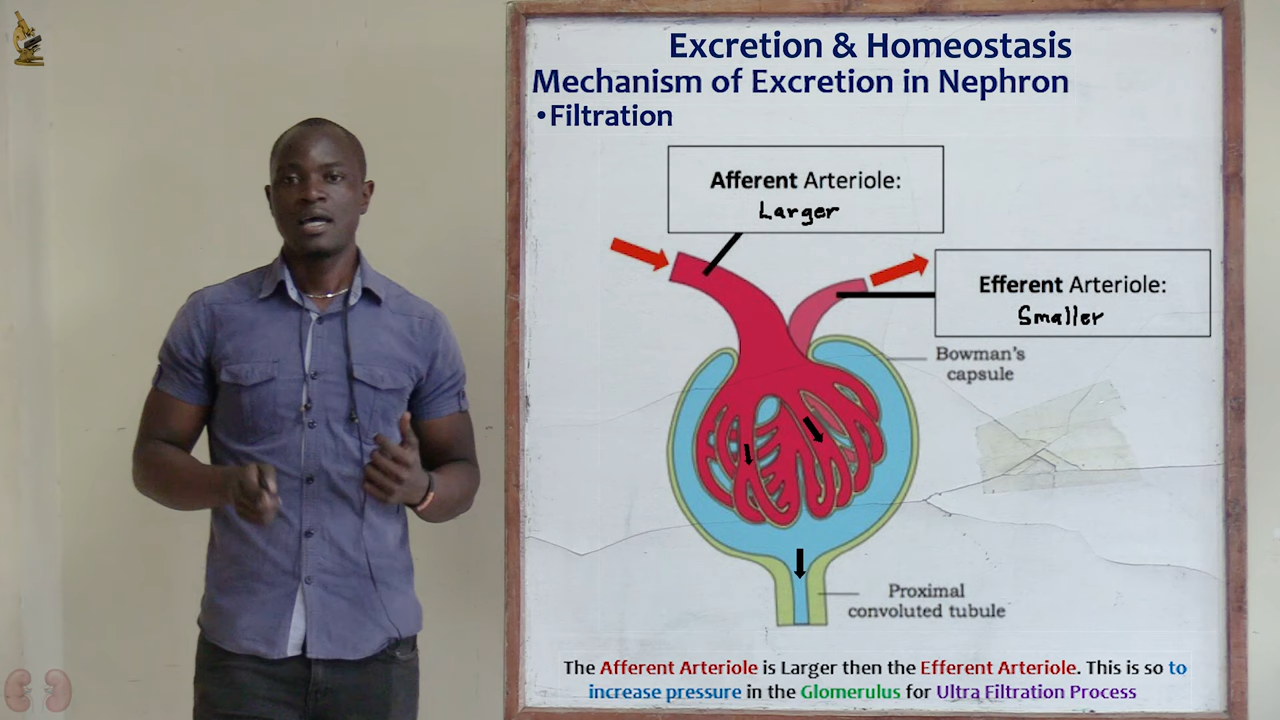 Excretion & Homeostasis
Mechanism of Excretion in Nephron
•Filtration
Afferent Arteriole:
Larger
Efferent Arteriole:
Smaller
Bowman's
capsule
Proximal
convoluted tubule
The Afferent Arteriole is Larger then the Efferent Arteriole. This is so to
increase pressure in the Glomerulus for Ultra Filtration Process